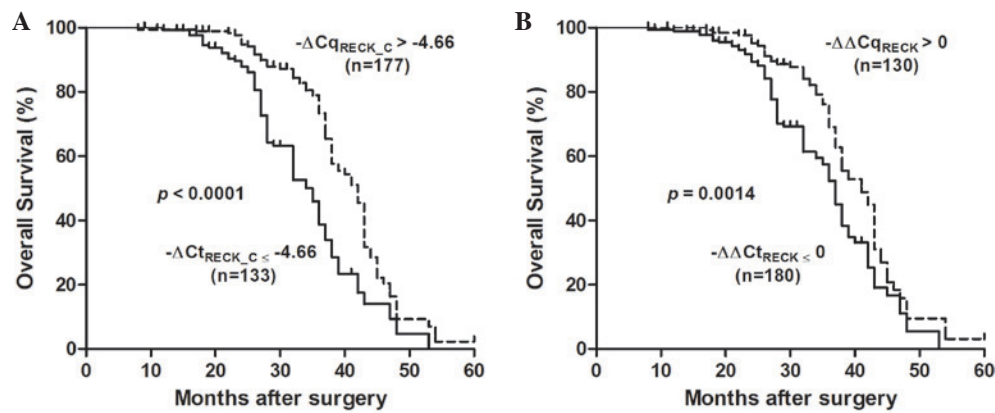 A
Overall Survival (%)
100
80
60
40
20
0
-ΔCqRECK_C > -4.66
(n=177)
p < 0.0001
-ΔCtRECK_C ≤ -4.66
(n=133)
0 10 20 30 40 50 60
Months after surgery
B
Overall Survival (%)
100
80
60
40
20
0
-ΔΔCqRECK > 0
(n=130)
p = 0.0014
-ΔΔCtRECK ≤ 0
(n=180)
0 10 20 30 40 50 60
Months after surgery